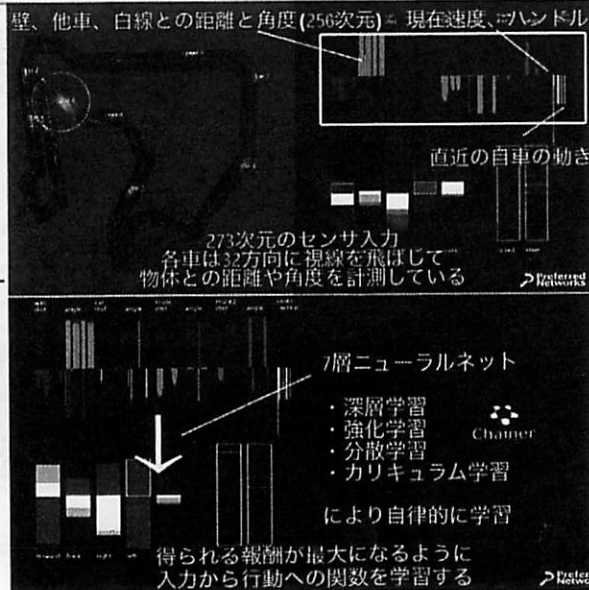 壁、他車、白線との距離と角度(256次元)
現在速度、ハンドル
直近の自車の動き
273次元のセンサ入力
各車は32方向に視線を飛ばじて
物体との距離や角度を計測している
Preferred
Networks
7層ニューラルネット
・深層学習
・強化学習
・分散学習
・カリキュラム学習
Chainer
により自律的に学習
得られる報酬が最大になるように
入力から行動への関数を学習する
Preferred
Networks